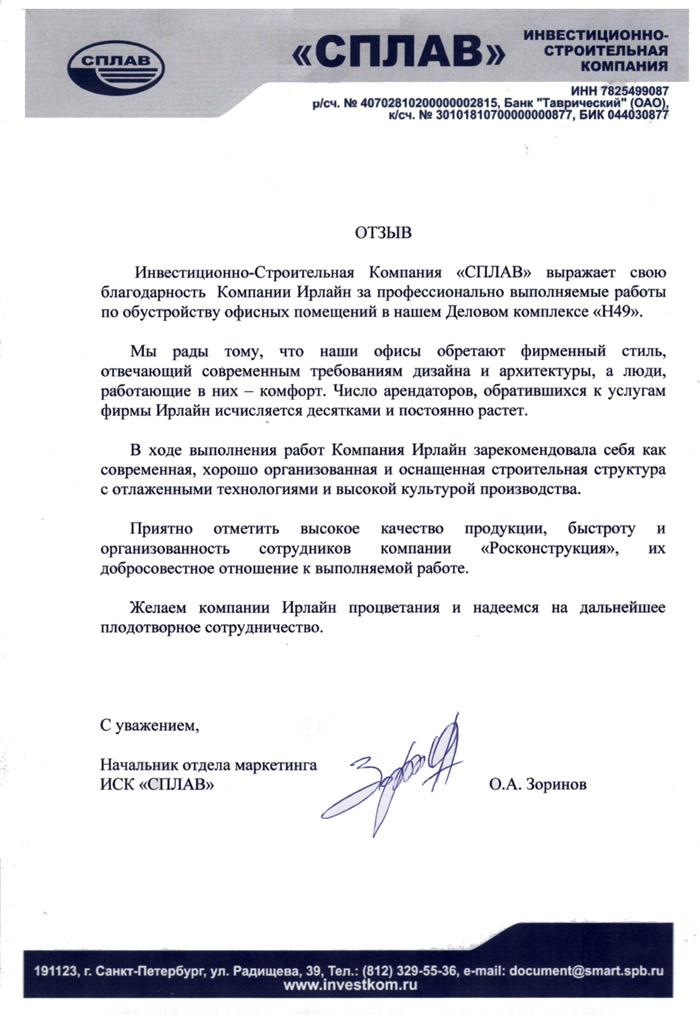 СПЛАВ
«СПЛАВ»
ИНВЕСТИЦИОННО-
СТРОИТЕЛЬНАЯ
КОМПАНИЯ
ИНН 7825499087
р/сч. № 40702810200000002815, Банк "Таврический" (ОАО),
к/сч. № 30101810700000000877, БИК 044030877
ОТЗЫВ
Инвестиционно-Строительная Компания «СПЛАВ» выражает свою
благодарность Компании Ирлайн за профессионально выполняемые работы
по обустройству офисных помещений в нашем Деловом комплексе «Н49».
Мы рады тому, что наши офисы обретают фирменный стиль,
отвечающий современным требованиям дизайна и архитектуры, а люди,
работающие в них – комфорт. Число арендаторов, обратившихся к услугам
фирмы Ирлайн исчисляется десятками и постоянно растет.
В ходе выполнения работ Компания Ирлайн зарекомендовала себя как
современная, хорошо организованная и оснащенная строительная структура
с отлаженными технологиями и высокой культурой производства.
Приятно отметить высокое качество продукции, быстроту и
организованность сотрудников компании «Росконструкция», их
добросовестное отношение к выполняемой работе.
Желаем компании Ирлайн процветания и надеемся на дальнейшее
плодотворное сотрудничество.
С уважением,
Начальник отдела маркетинга
ИСК «СПЛАВ»
О.А. Зоринов
191123, г. Санкт-Петербург, ул. Радищева, 39, Тел.: (812) 329-55-36, e-mail: document@smart.spb.ru
www.investkom.ru